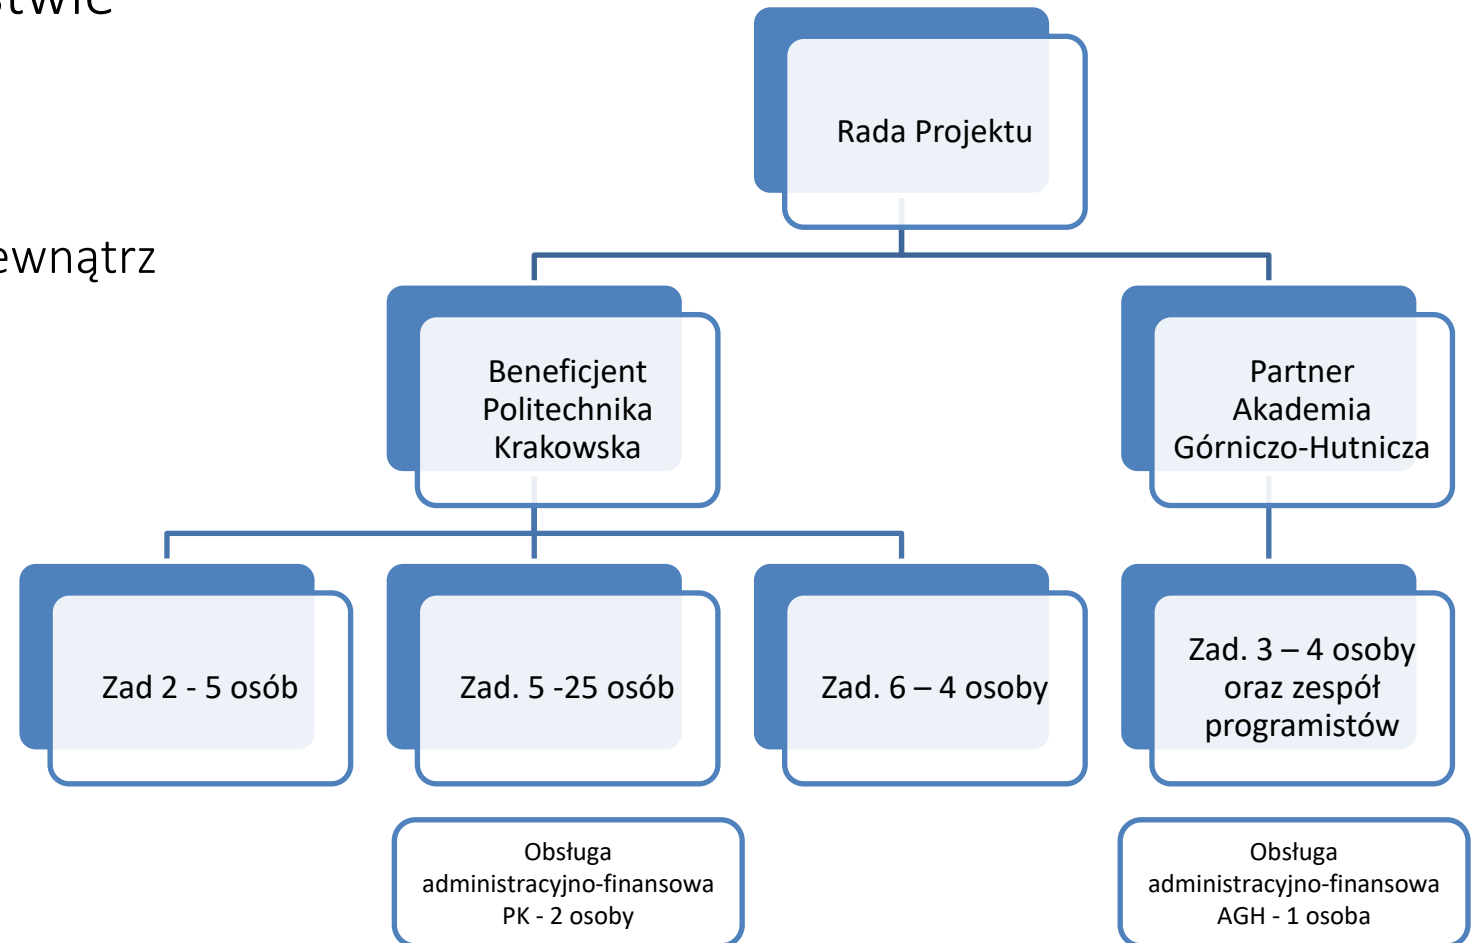 Rada Projektu
Beneficjent
Politechnika
Krakowska
Partner
Akademia
Górniczo-Hutnicza
Zad 2 - 5 osób
Zad. 5 -25 osób
Zad. 6 – 4 osoby
Zad. 3 – 4 osoby
oraz zespół
programistów
Obsługa
administracyjno-finansowa
PK - 2 osoby
Obsługa
administracyjno-finansowa
AGH - 1 osoba